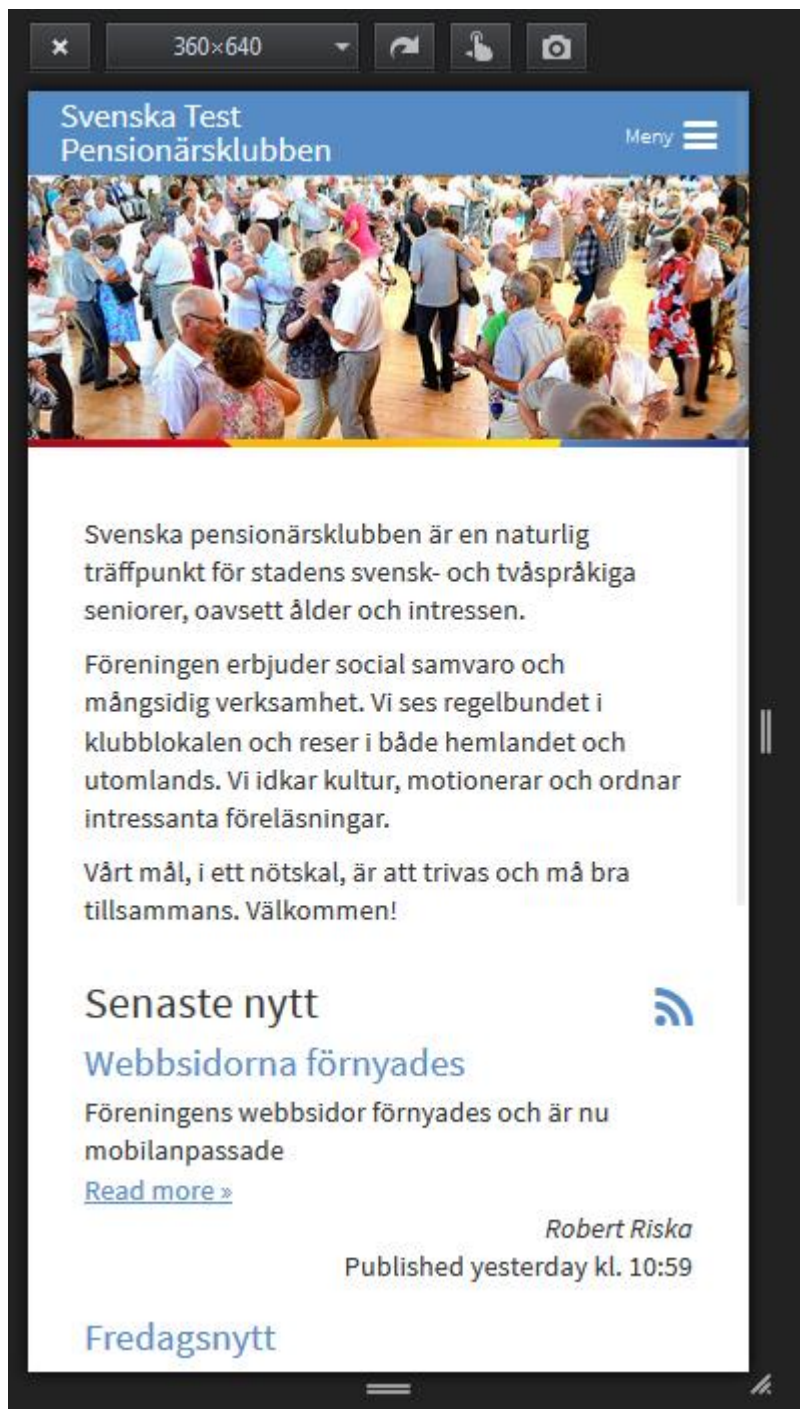 360×640
Svenska Test
Pensionärsklubben
Meny
Svenska pensionärsklubben är en naturlig
träffpunkt för stadens svensk- och tvåspråkiga
seniorer, oavsett ålder och intressen.
Föreningen erbjuder social samvaro och
mångsidig verksamhet. Vi ses regelbundet i
klubblokalen och reser i både hemlandet och
utomlands. Vi idkar kultur, motionerar och ordnar
intressanta föreläsningar.
Vårt mål, i ett nötskal, är att trivas och må bra
tillsammans. Välkommen!
Senaste nytt
Webbsidorna förnyades
Föreningens webbsidor förnyades och är nu
mobilanpassade
Read more »
Robert Riska
Published yesterday kl. 10:59
Fredagsnytt